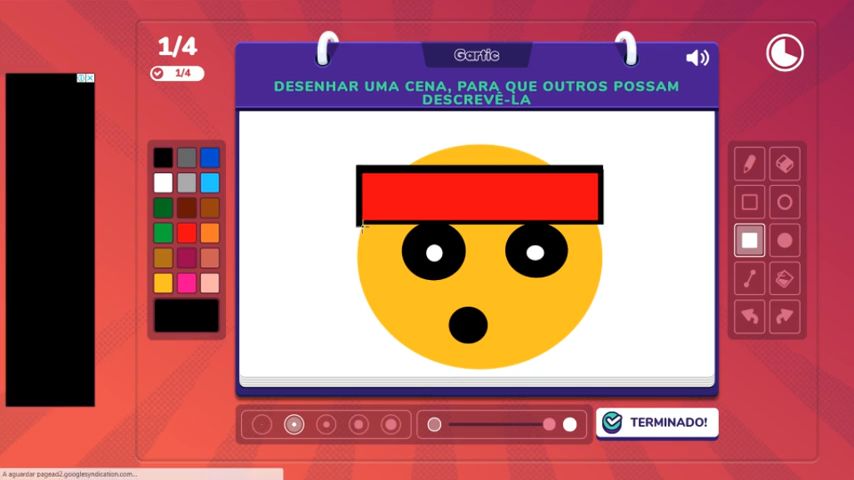 1/4
1/4
Gartic
DESENHAR UMA CENA, PARA QUE OUTROS POSSAM
DESCREVÊ-LA
TERMINADO!
A aguardar pagead2.googlesyndication.com...